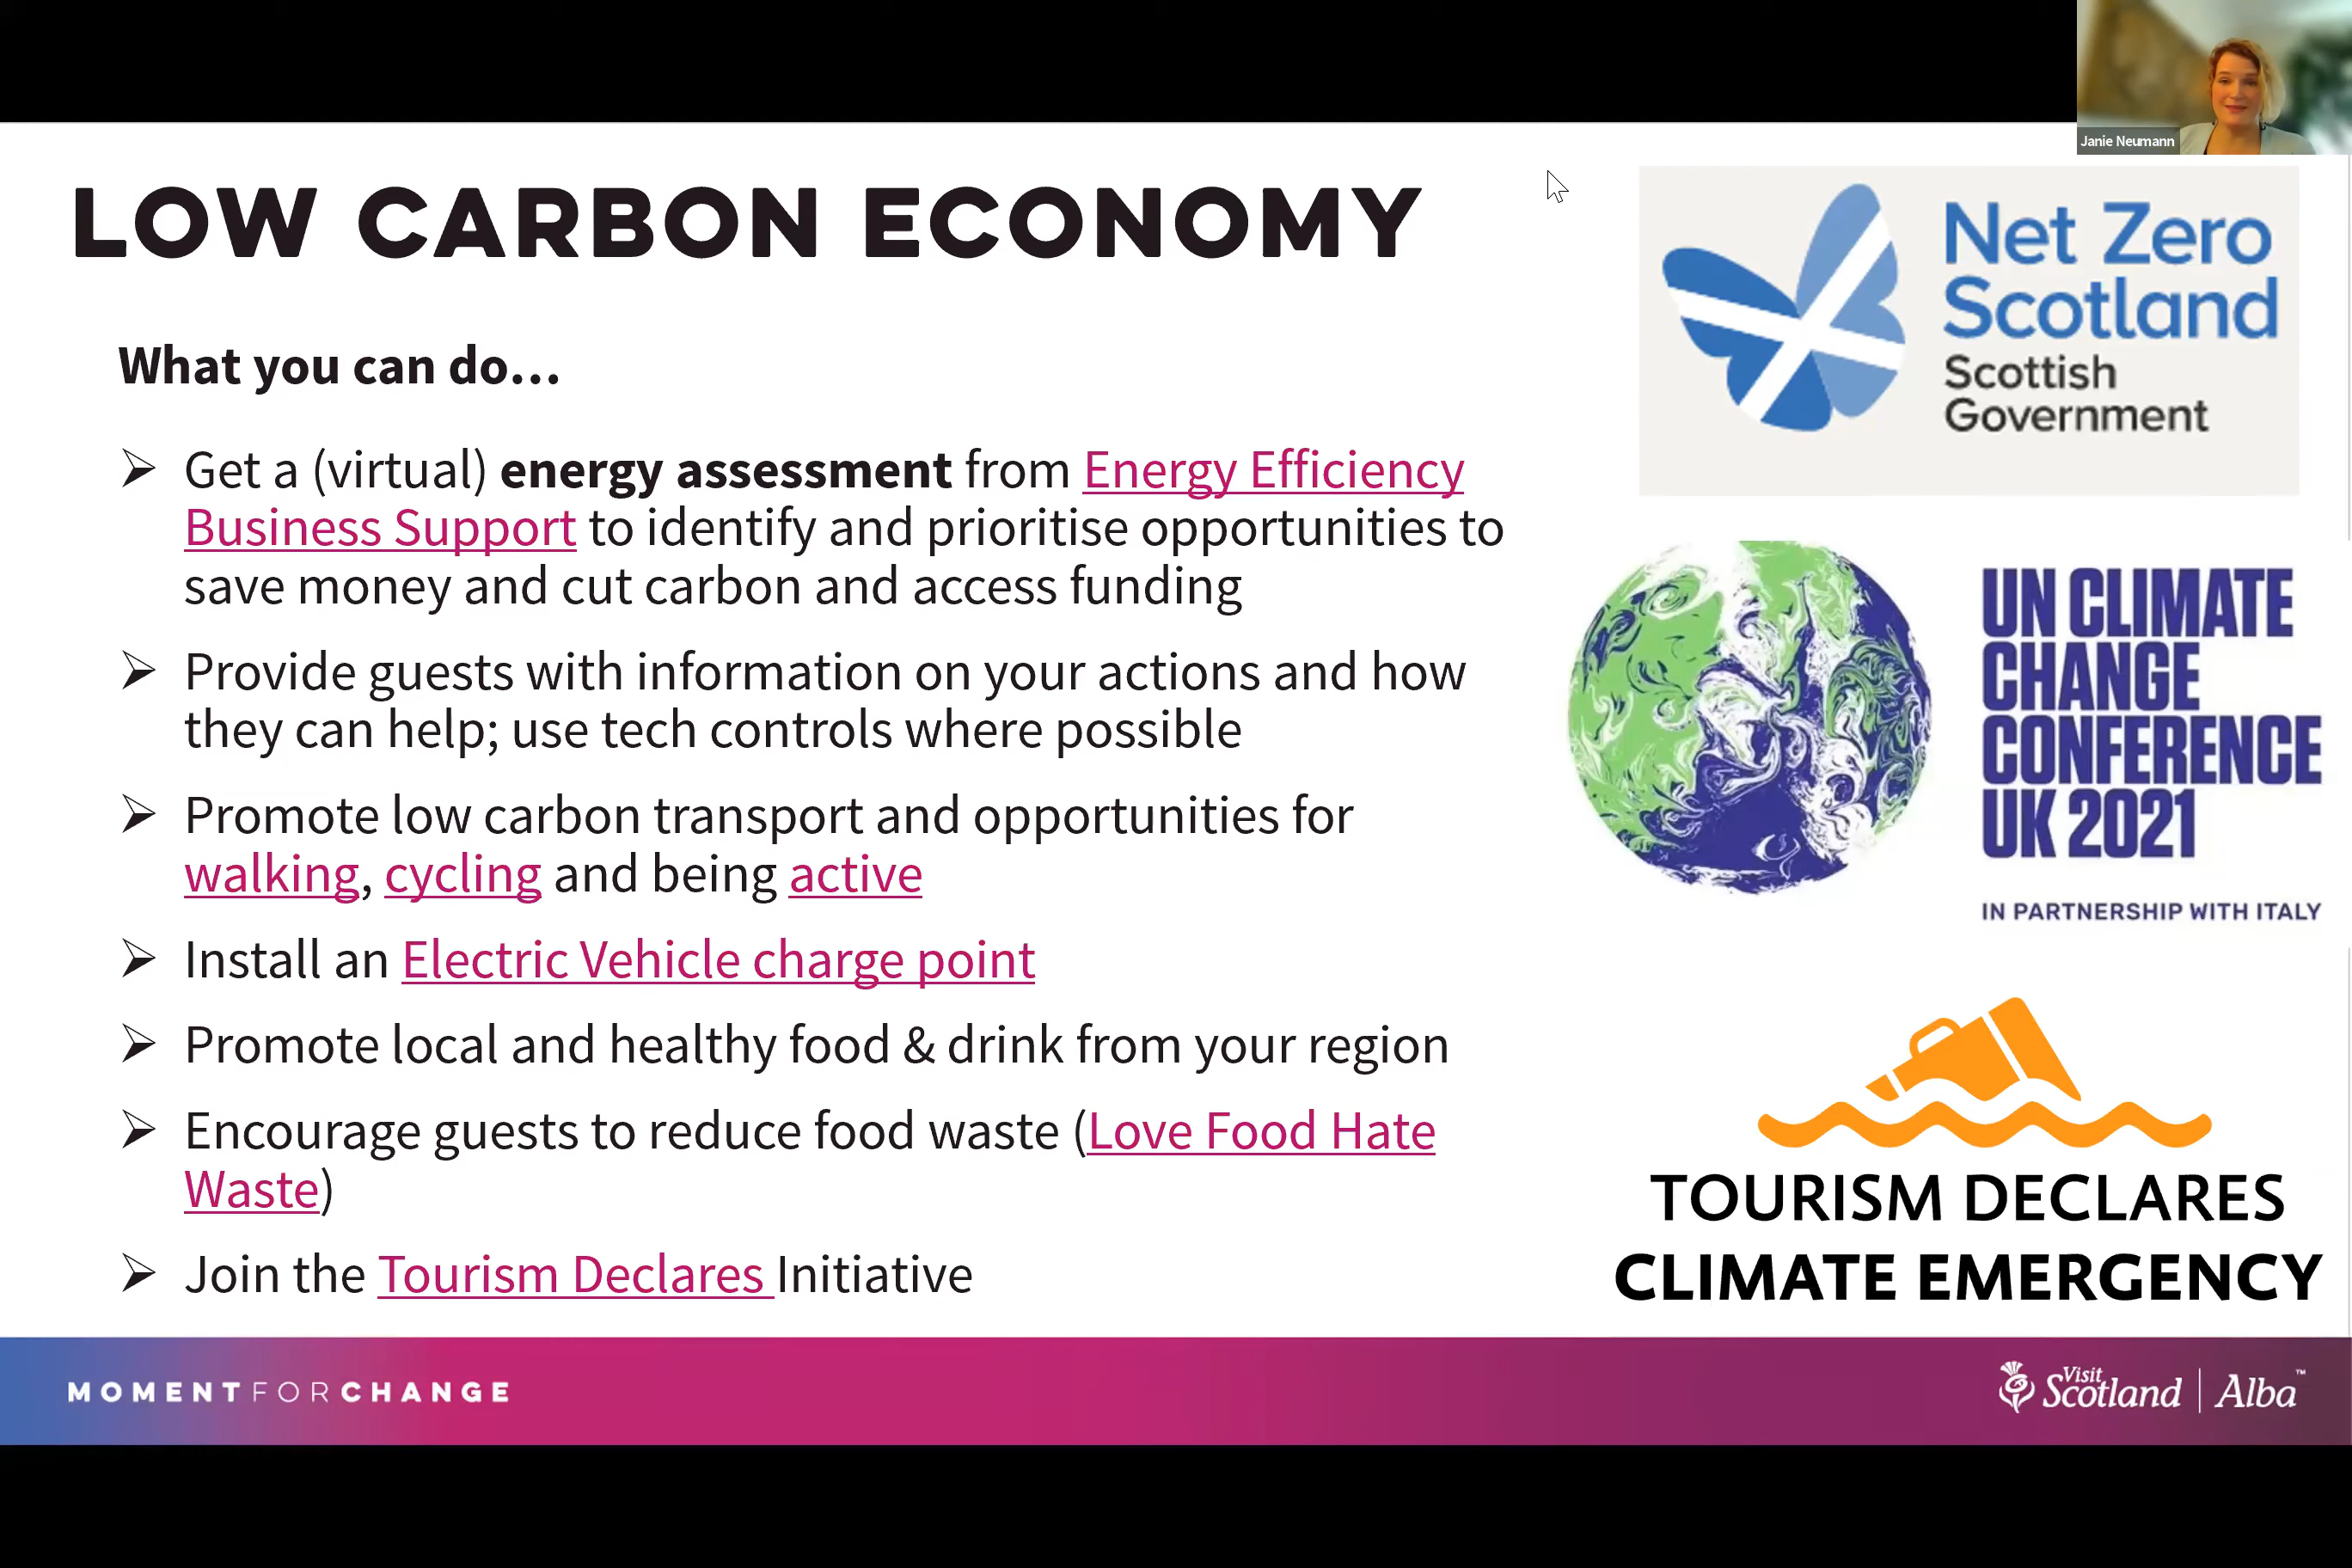 Janie Neumann
LOW CARBON ECONOMY
What you can do...
➢ Get a (virtual) energy assessment from Energy Efficiency
Business Support to identify and prioritise opportunities to
save money and cut carbon and access funding
➢ Provide guests with information on your actions and how
they can help; use tech controls where possible
➢ Promote low carbon transport and opportunities for
walking, cycling and being active
➢ Install an Electric Vehicle charge point
➢ Promote local and healthy food & drink from your region
➢ Encourage guests to reduce food waste (Love Food Hate
Waste)
➢ Join the Tourism Declares Initiative
Net Zero
Scotland
Scottish
Government
UN CLIMATE
CHANGE
CONFERENCE
UK 2021
IN PARTNERSHIP WITH ITALY
TOURISM DECLARES
CLIMATE EMERGENCY
MOMENTFORCHANGE
Visit
Scotland | Alba™